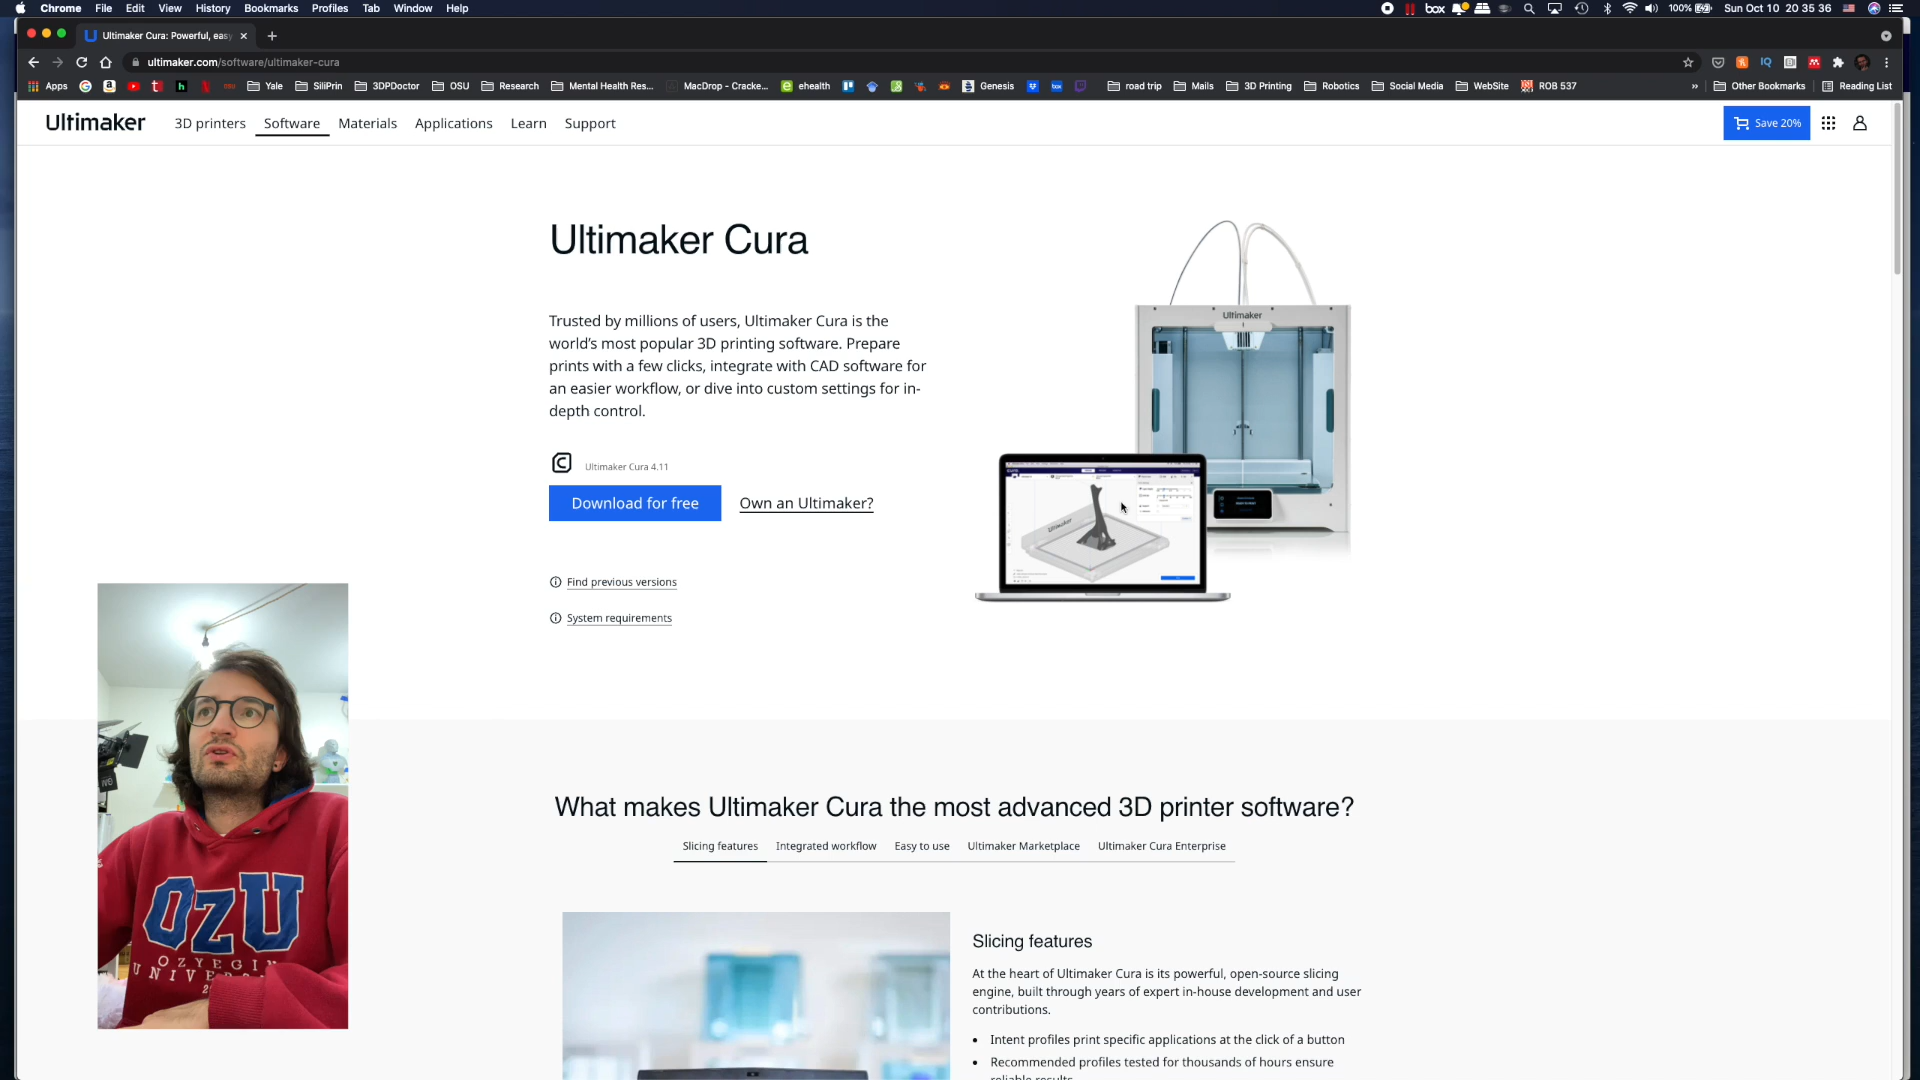 Chrome File Edit View History Bookmarks Profiles Tab Window Help
box 100% Sun Oct 10 20 35 36
Ultimaker Cura: Powerful, easy
ultimaker.com/software/ultimaker-cura
Apps Yale SiliPrin 3DPDoctor OSU Research Mental Health Res... MacDrop - Cracke... ehealth Genesis road trip Mails 3D Printing Robotics Social Media WebSite ROB 537 » Other Bookmarks Reading List
Ultimaker 3D printers Software Materials Applications Learn Support Save 20%
Ultimaker Cura
Trusted by millions of users, Ultimaker Cura is the
world's most popular 3D printing software. Prepare
prints with a few clicks, integrate with CAD software for
an easier workflow, or dive into custom settings for in-
depth control.
Ultimaker Cura 4.11
Download for free Own an Ultimaker?
Find previous versions
System requirements
Ultimaker
What makes Ultimaker Cura the most advanced 3D printer software?
Slicing features Integrated workflow Easy to use Ultimaker Marketplace Ultimaker Cura Enterprise
Slicing features
At the heart of Ultimaker Cura is its powerful, open-source slicing
engine, built through years of expert in-house development and user
contributions.
• Intent profiles print specific applications at the click of a button
• Recommended profiles tested for thousands of hours ensure
reliable results
OzU
OZYEGIN